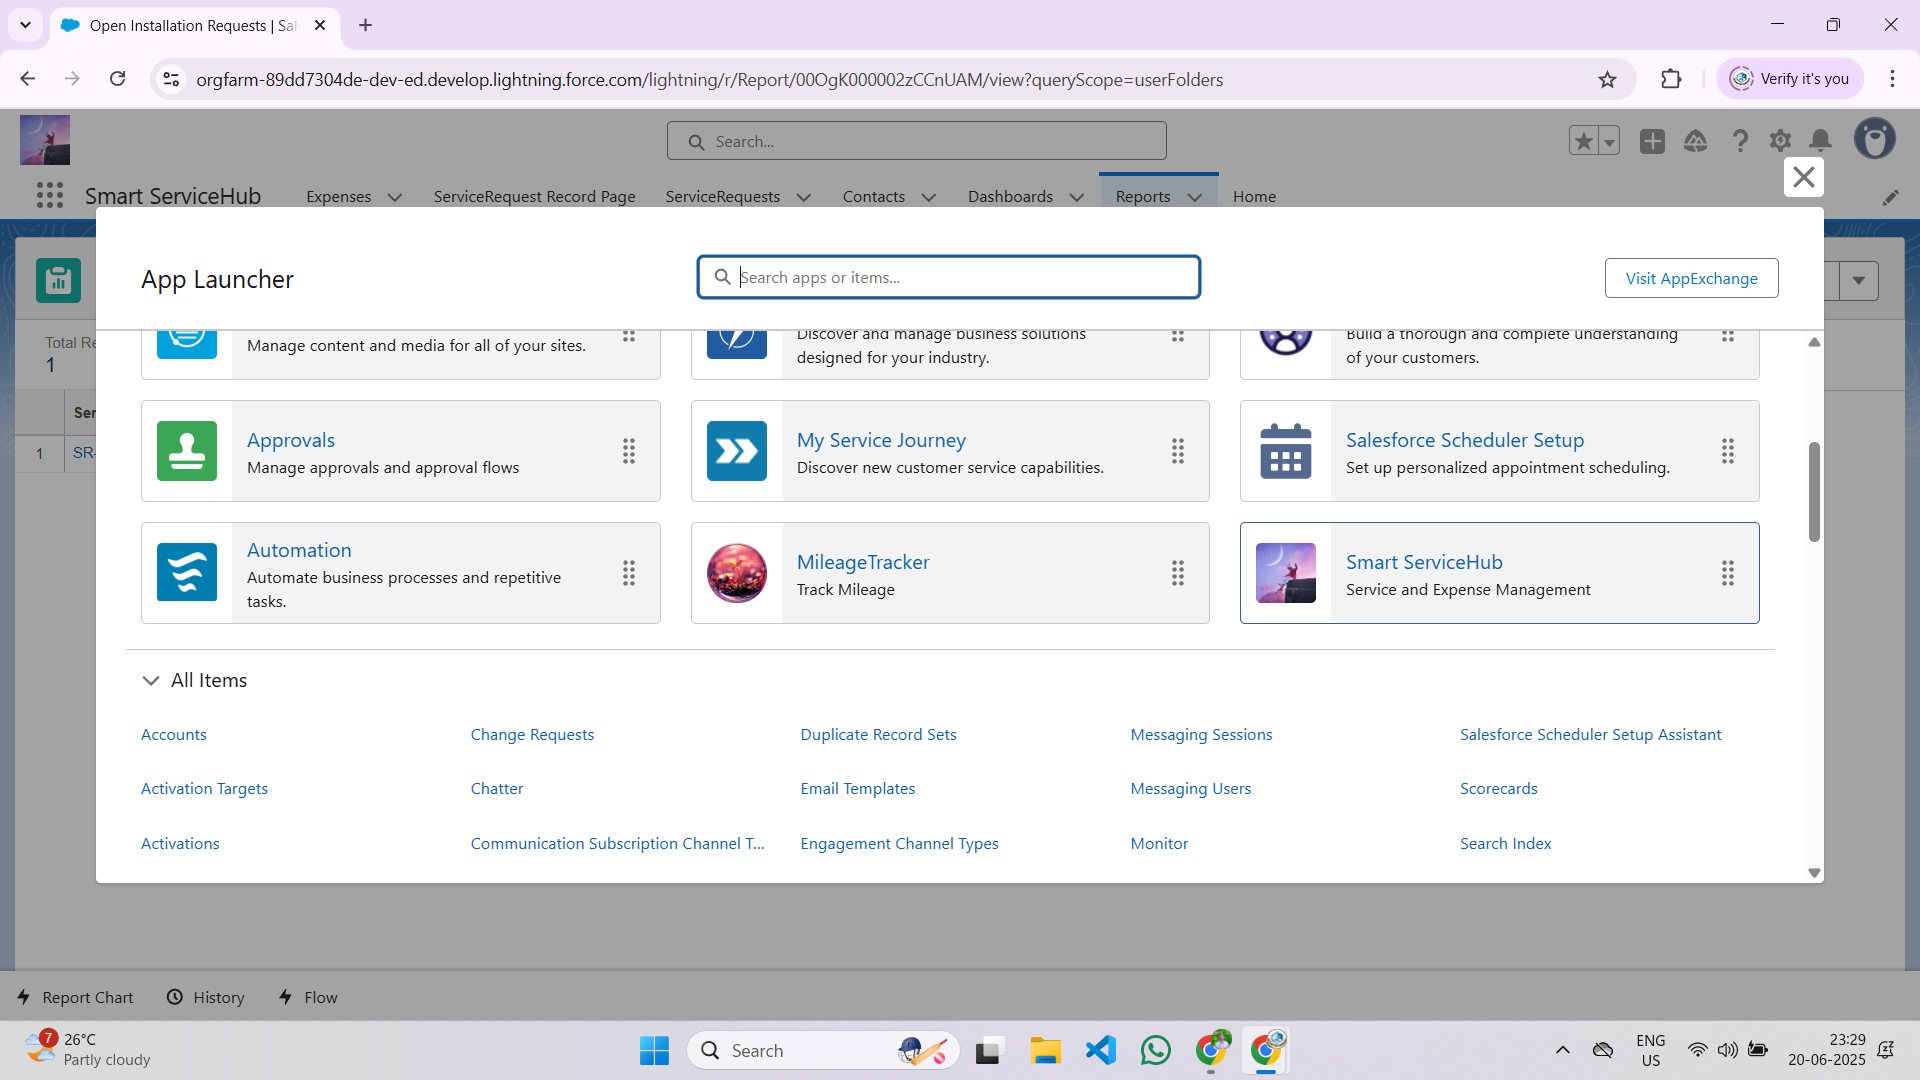 Open Installation Requests | Sal
orgfarm-89dd7304de-dev-ed.develop.lightning.force.com/lightning/r/Report/00OgK000002zCCnUAM/view?queryScope=userFolders
Verify it's you
Search...
Smart ServiceHub
Expenses
ServiceRequest Record Page
ServiceRequests
Contacts
Dashboards
Reports
Home
App Launcher
Search apps or items...
Visit AppExchange
Total Re
1
Ser
1
SR-
Manage content and media for all of your sites.
Discover and manage business solutions
designed for your industry.
Build a thorough and complete understanding
of your customers.
Approvals
Manage approvals and approval flows
My Service Journey
Discover new customer service capabilities.
Salesforce Scheduler Setup
Set up personalized appointment scheduling.
Automation
Automate business processes and repetitive
tasks.
MileageTracker
Track Mileage
Smart ServiceHub
Service and Expense Management
All Items
Accounts
Change Requests
Duplicate Record Sets
Messaging Sessions
Salesforce Scheduler Setup Assistant
Activation Targets
Chatter
Email Templates
Messaging Users
Scorecards
Activations
Communication Subscription Channel T...
Engagement Channel Types
Monitor
Search Index
Report Chart
History
Flow
7
26°C
Partly cloudy
Search
ENG
US
23:29
20-06-2025